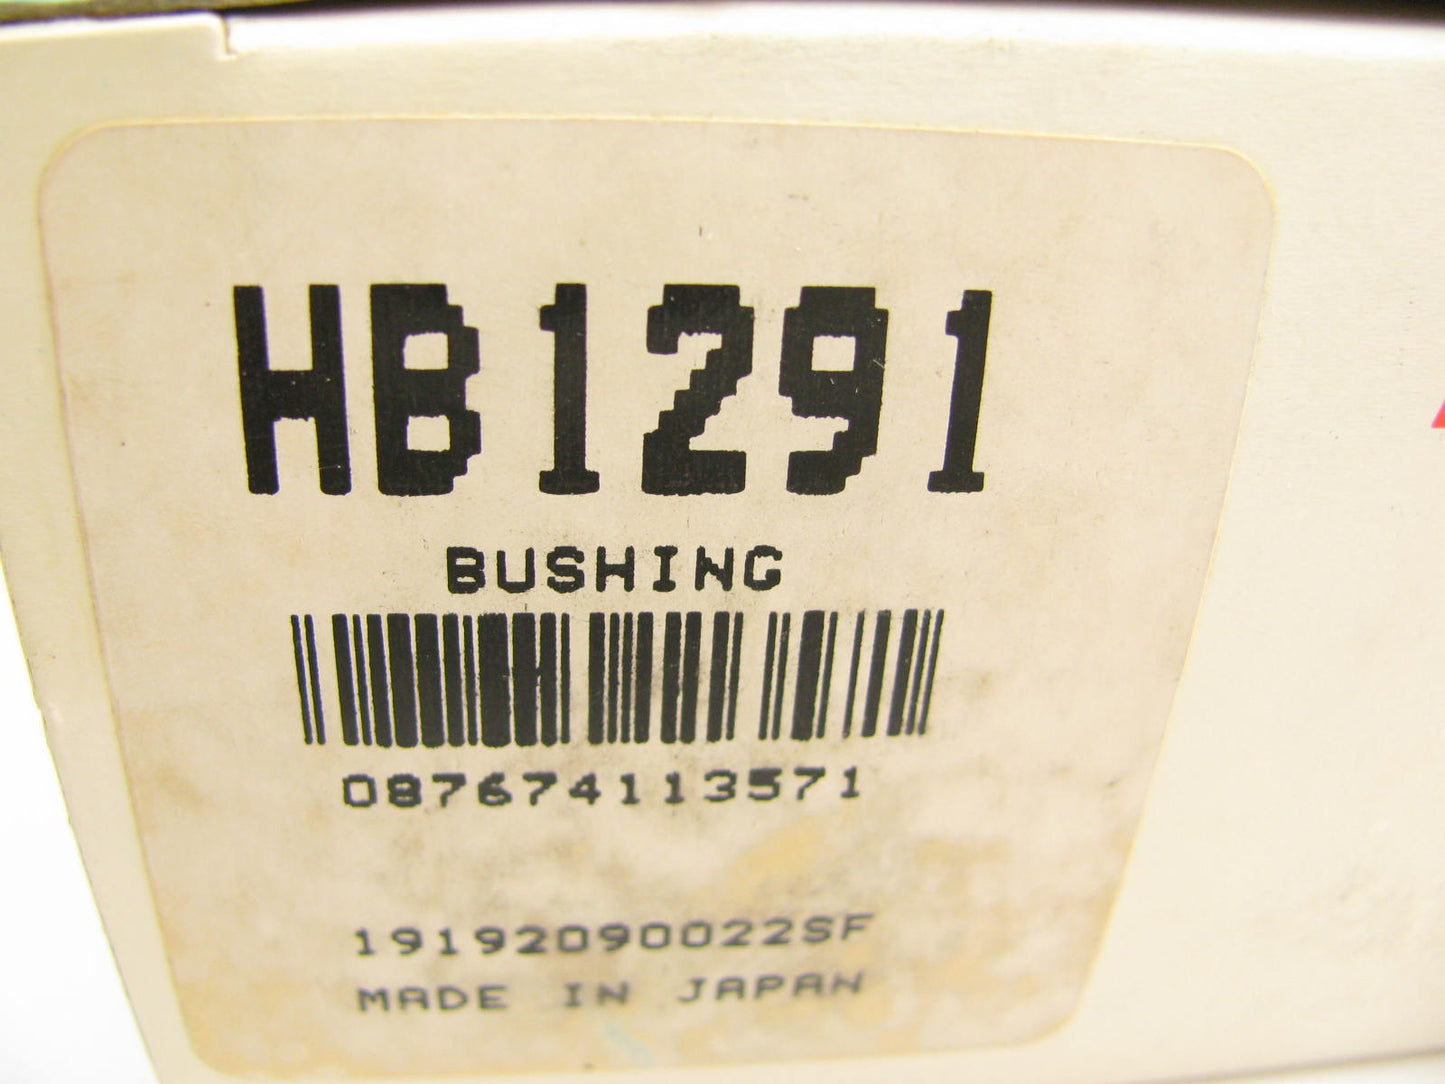 HB1291
BUSHING
087674113571
19192090022SF
MADE IN JAPAN